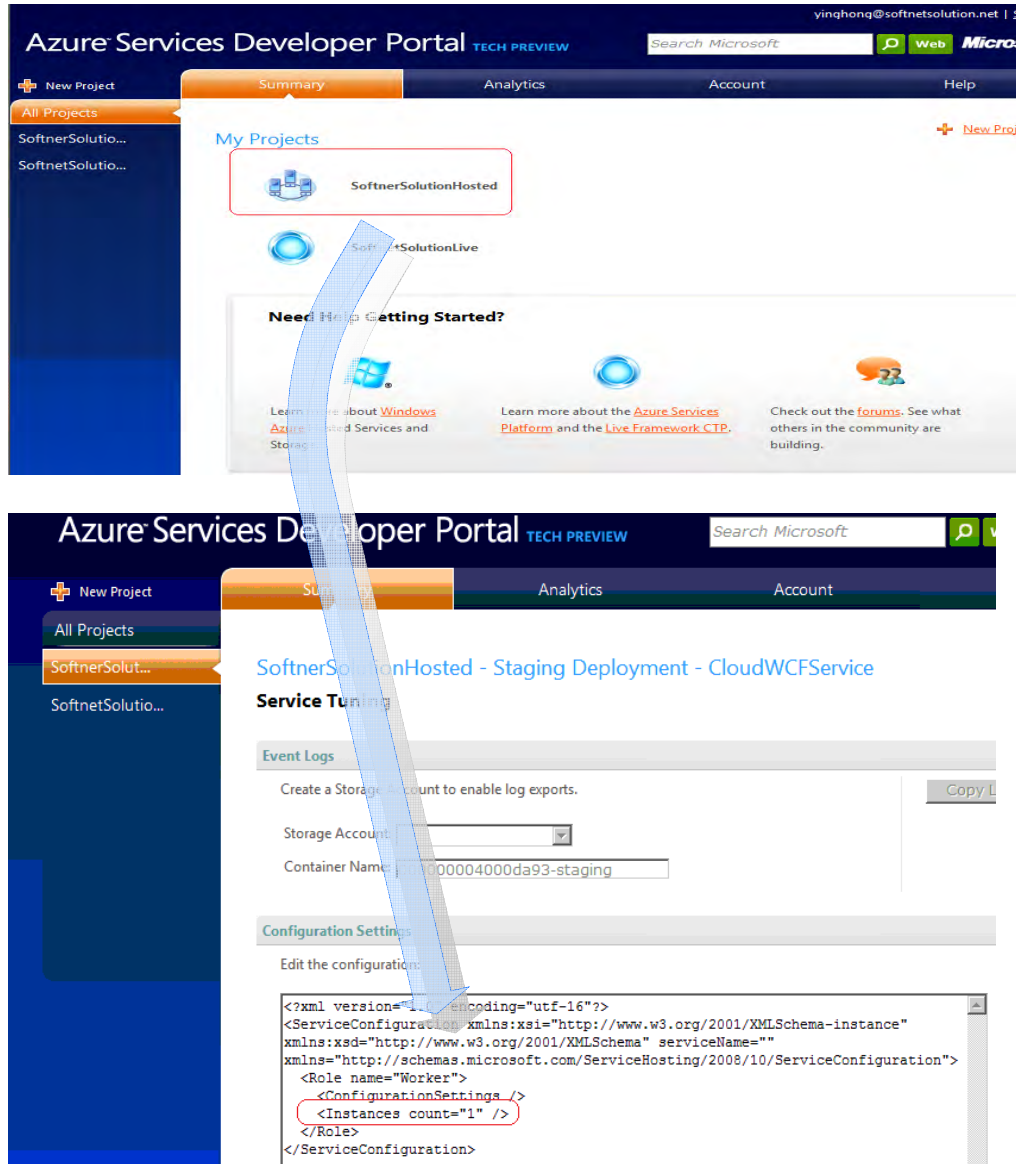 yinghong@softnetsolution.net |
Azure Services Developer Portal TECH PREVIEW
Search Microsoft
Web
New Project
Summary
Analytics
Account
Help
All Projects
SoftnerSolutio...
SoftnetSolutio...
My Projects
New Proj
SoftnerSolutionHosted
SoftnetSolutionLive
Need Help Getting Started?
Learn more about Windows
Azure Hosted Services and
Storage.
Learn more about the Azure Services
Platform and the Live Framework CTP.
Check out the forums. See what
others in the community are
building.
Azure Services Developer Portal TECH PREVIEW
Search Microsoft
New Project
Summary
Analytics
Account
All Projects
SoftnerSolut...
SoftnetSolutio...
SoftnerSolutionHosted - Staging Deployment - CloudWCFService
Service Tuning
Event Logs
Create a Storage Account to enable log exports.
Copy L
Storage Account
Container Name:
00004000da93-staging
Configuration Settings
Edit the configuration:
<?xml version="1.0" encoding="utf-16"?>
<ServiceConfiguration xmlns:xsi="http://www.w3.org/2001/XMLSchema-instance"
xmlns:xsd="http://www.w3.org/2001/XMLSchema" serviceName=""
xmlns="http://schemas.microsoft.com/ServiceHosting/2008/10/ServiceConfiguration">
<Role name="Worker">
<ConfigurationSettings />
<Instances count="1" />
</Role>
</ServiceConfiguration>